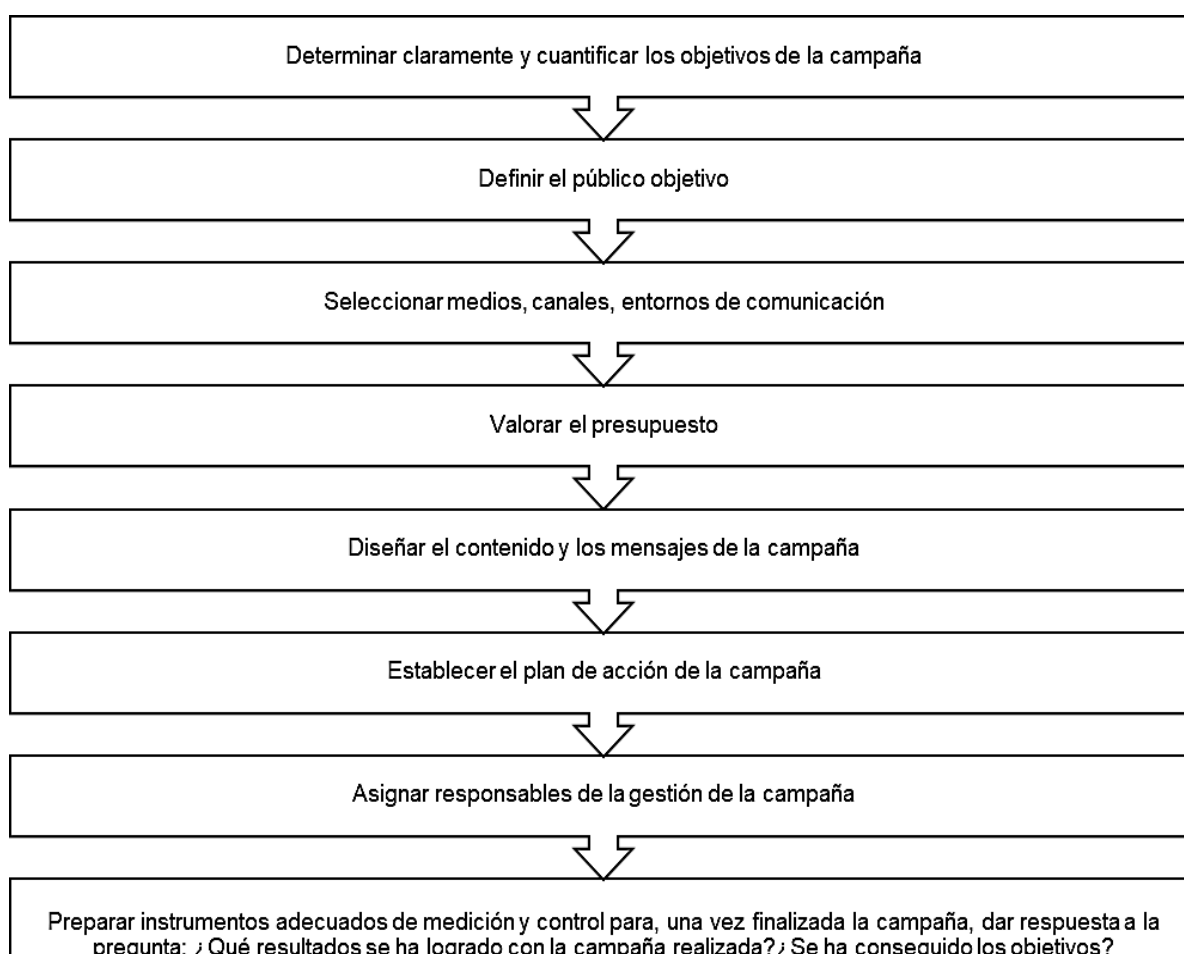 Determinar claramente y cuantificar los objetivos de la campaña
Definir el público objetivo
Seleccionar medios, canales, entornos de comunicación
Valorar el presupuesto
Diseñar el contenido y los mensajes de la campaña
Establecer el plan de acción de la campaña
Asignar responsables de la gestión de la campaña
Preparar instrumentos adecuados de medición y control para, una vez finalizada la campaña, dar respuesta a la
pregunta: ¿Qué resultados se ha logrado con la campaña realizada?¿Se ha conseguido los objetivos?